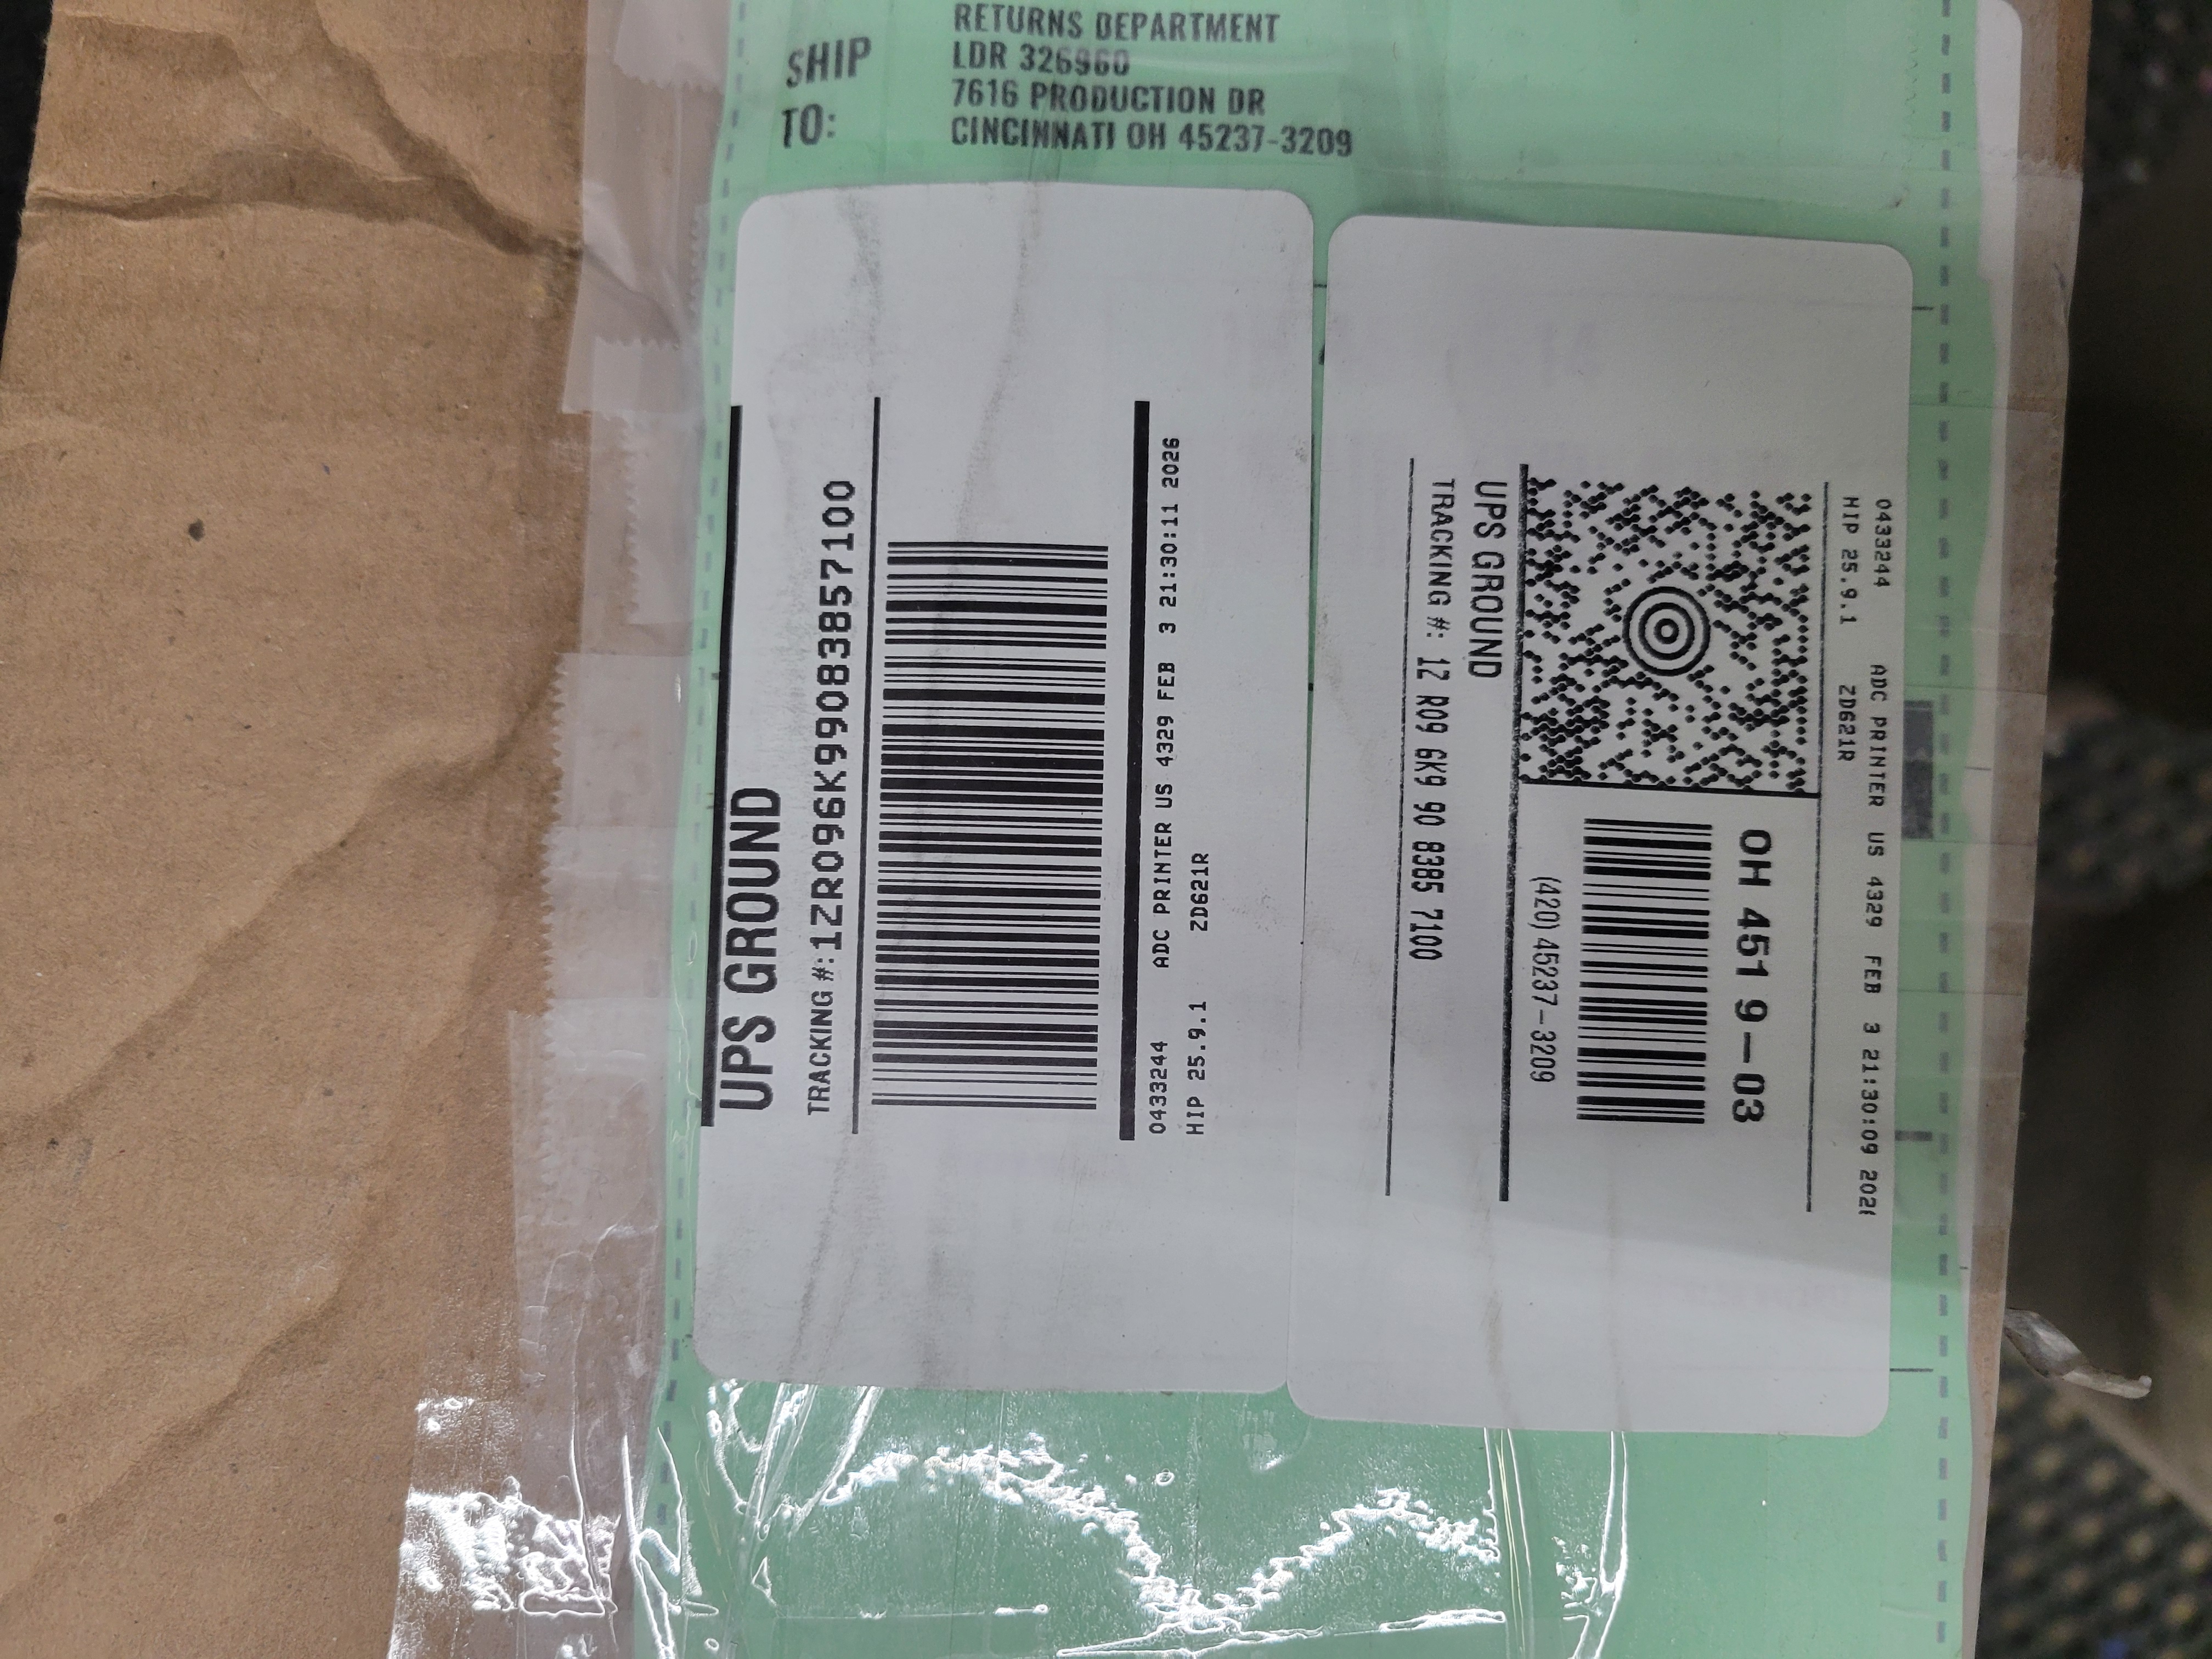 SHIP
TO:
RETURNS DEPARTMENT
LDR 326960
7616 PRODUCTION DR
CINCINNATI OH 45237-3209
UPS GROUND
TRACKING #: 1ZR096K99083857100
0433244 ADC PRINTER US 4329 FEB 3 21:30:11 2026
HIP 25.9.1 ZD621R
0433244 ADC PRINTER US 4329 FEB 3 21:30:09 202
HIP 25.9.1 ZD621R
OH 451 9-03
(420) 45237-3209
UPS GROUND
TRACKING #: 1Z R09 6K9 90 8385 7100